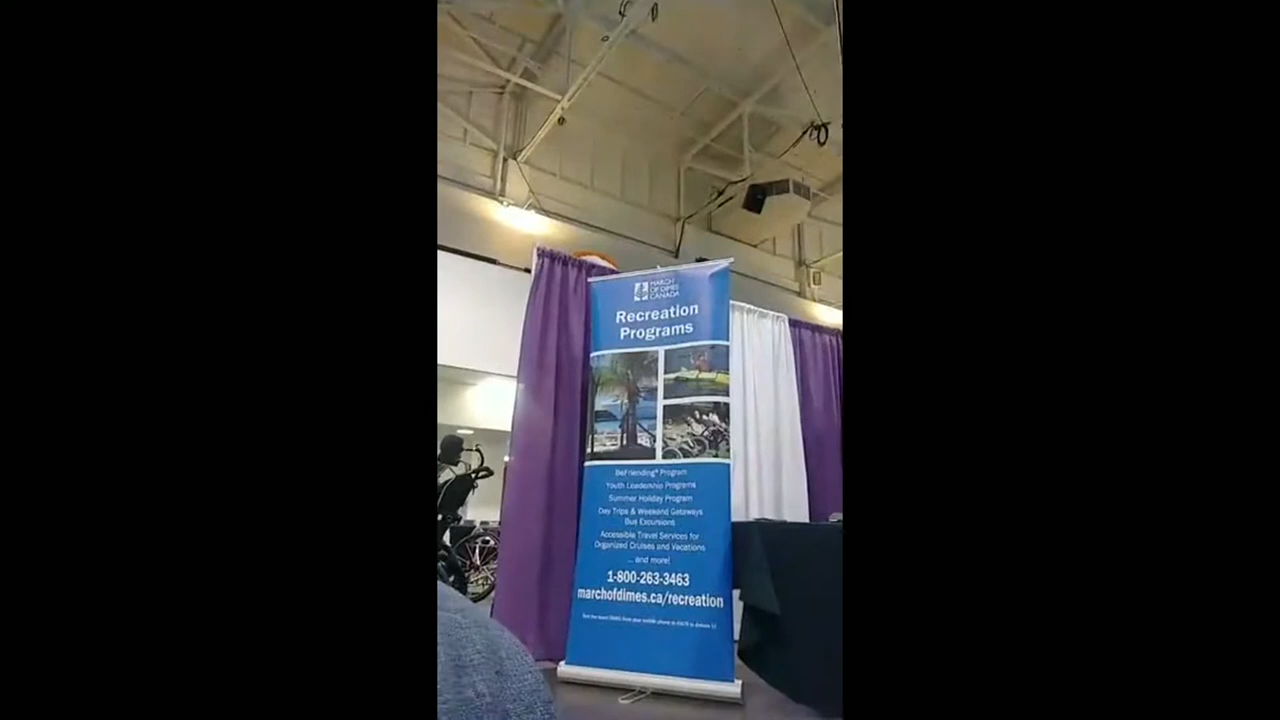 MARCH
OF DIMES
CANADA
Recreation
Programs
BeFriending® Program
Youth Leadership Programs
Summer Holiday Program
Day Trips & Weekend Getaways
Bus Excursions
Accessible Travel Services for
Organized Cruises and Vacations
... and more!
1-800-263-3463
marchofdimes.ca/recreation